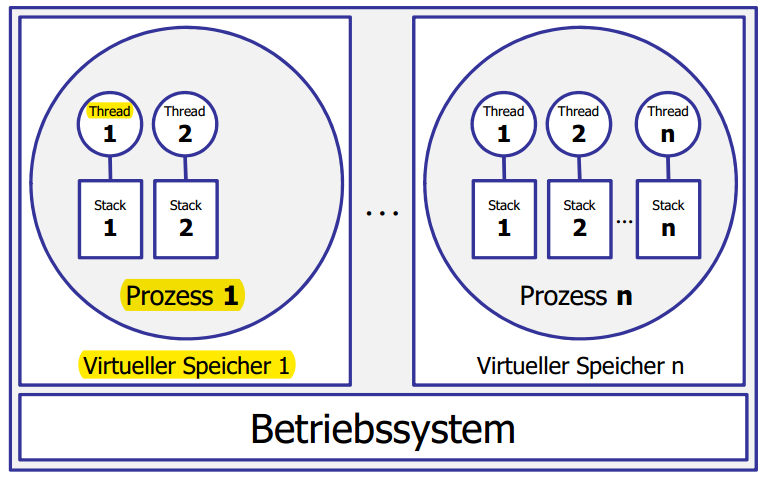 Thread
1
Thread
2
Stack
1
Stack
2
Prozess 1
Virtueller Speicher 1
...
Thread
1
Thread
2
Thread
n
Stack
1
Stack
2
...
Stack
n
Prozess n
Virtueller Speicher n
Betriebssystem